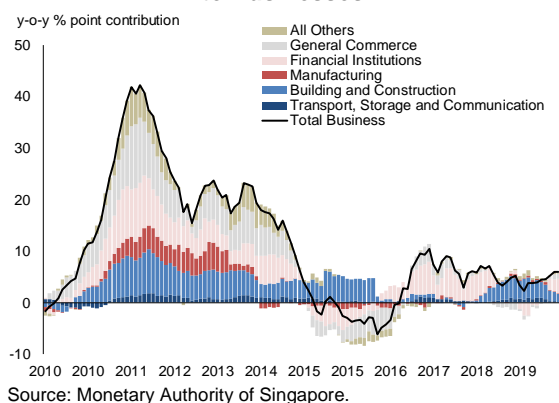 y-o-y % point contribution
All Others
General Commerce
Financial Institutions
Manufacturing
Building and Construction
Transport, Storage and Communication
Total Business
50
40
30
20
10
0
-10
2010 2010 2011 2012 2013 2014 2015 2015 2016 2017 2018 2019
Source: Monetary Authority of Singapore.